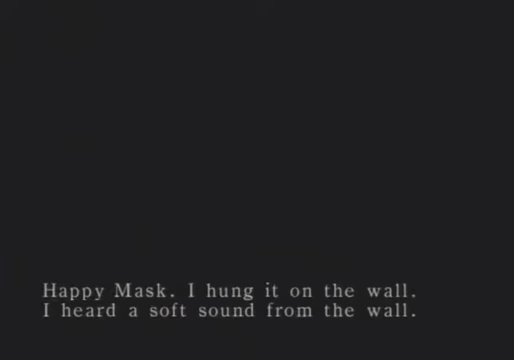 Happy Mask. I hung it on the wall.
I heard a soft sound from the wall.